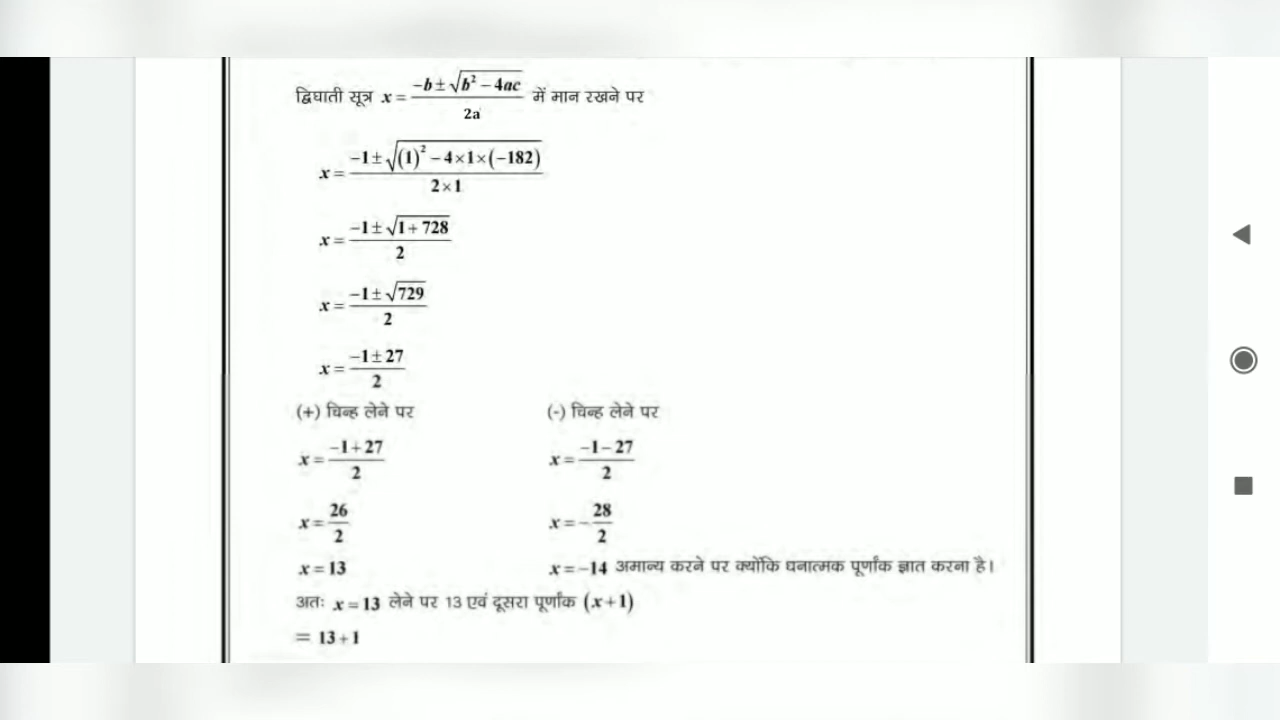 द्विघाती सूत्र x = (-b ± √(b² - 4ac)) / 2a में मान रखने पर
x = (-1 ± √((1)² - 4×1×(-182))) / 2×1
x = (-1 ± √(1 + 728)) / 2
x = (-1 ± √729) / 2
x = (-1 ± 27) / 2
(+) चिन्ह लेने पर (-) चिन्ह लेने पर
x = (-1 + 27) / 2 x = (-1 - 27) / 2
x = 26 / 2 x = - 28 / 2
x = 13 x = -14 अमान्य करने पर क्योंकि धनात्मक पूर्णांक ज्ञात करना है।
अतः x = 13 लेने पर 13 एवं दूसरा पूर्णांक (x+1)
= 13 + 1